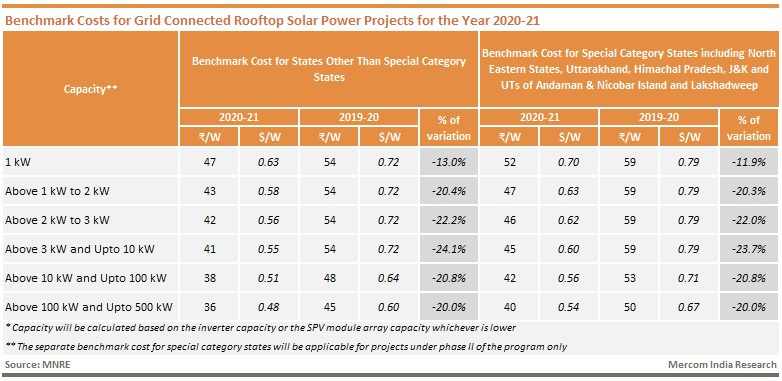 Benchmark Costs for Grid Connected Rooftop Solar Power Projects for the Year 2020-21
Capacity**
Benchmark Cost for States Other Than Special Category
States
Benchmark Cost for Special Category States including North
Eastern States, Uttarakhand, Himachal Pradesh, J&K and
UTs of Andaman & Nicobar Island and Lakshadweep
2020-21 2019-20 % of variation 2020-21 2019-20 % of variation
₹/W $/W ₹/W $/W ₹/W $/W ₹/W $/W
1 kW 47 0.63 54 0.72 -13.0% 52 0.70 59 0.79 -11.9%
Above 1 kW to 2 kW 43 0.58 54 0.72 -20.4% 47 0.63 59 0.79 -20.3%
Above 2 kW to 3 kW 42 0.56 54 0.72 -22.2% 46 0.62 59 0.79 -22.0%
Above 3 kW and Upto 10 kW 41 0.55 54 0.72 -24.1% 45 0.60 59 0.79 -23.7%
Above 10 kW and Upto 100 kW 38 0.51 48 0.64 -20.8% 42 0.56 53 0.71 -20.8%
Above 100 kW and Upto 500 kW 36 0.48 45 0.60 -20.0% 40 0.54 50 0.67 -20.0%
* Capacity will be calculated based on the inverter capacity or the SPV module array capacity whichever is lower
** The separate benchmark cost for special category states will be applicable for projects under phase II of the program only
Source: MNRE Mercom India Research